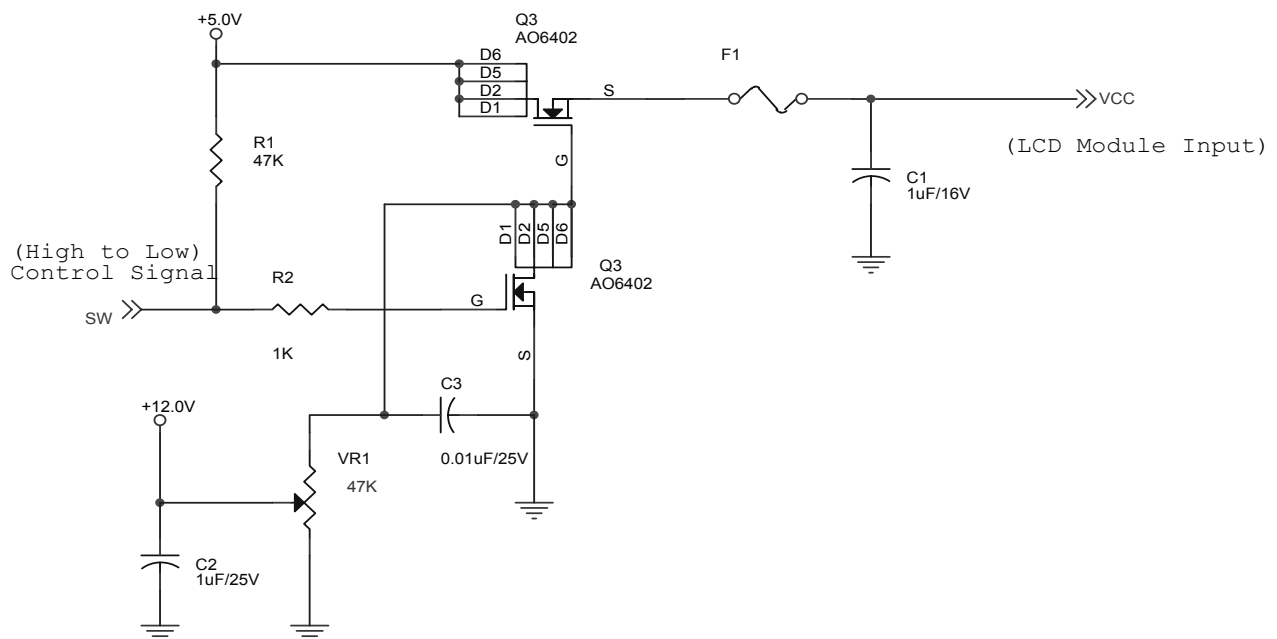 +5.0V
Q3
AO6402
F1
D6
D5
D2
D1
S
VCC
(LCD Module Input)
R1
47K
G
C1
1uF/16V
D1
D2
D5
D6
(High to Low)
Control Signal
Q3
AO6402
R2
G
SW
1K
S
C3
+12.0V
VR1
0.01uF/25V
47K
C2
1uF/25V